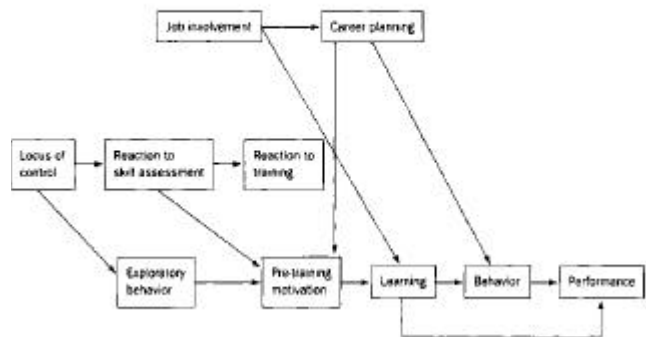 Job involvement
Career planning
Locus of
control
Reaction to
skill assessment
Reaction to
training
Exploratory
behavior
Pre-training
motivation
Learning
Behavior
Performance